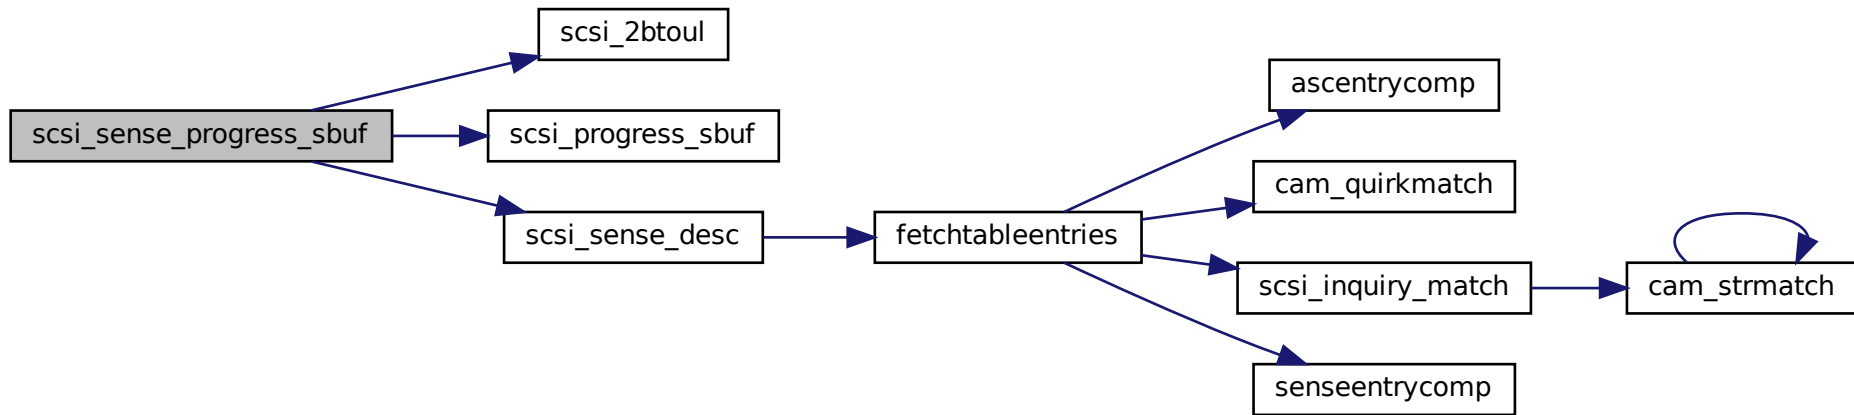 scsi_sense_progress_sbuf
scsi_2btoul
scsi_progress_sbuf
scsi_sense_desc
fetchtableentries
ascentrycomp
cam_quirkmatch
scsi_inquiry_match
senseentrycomp
cam_strmatch